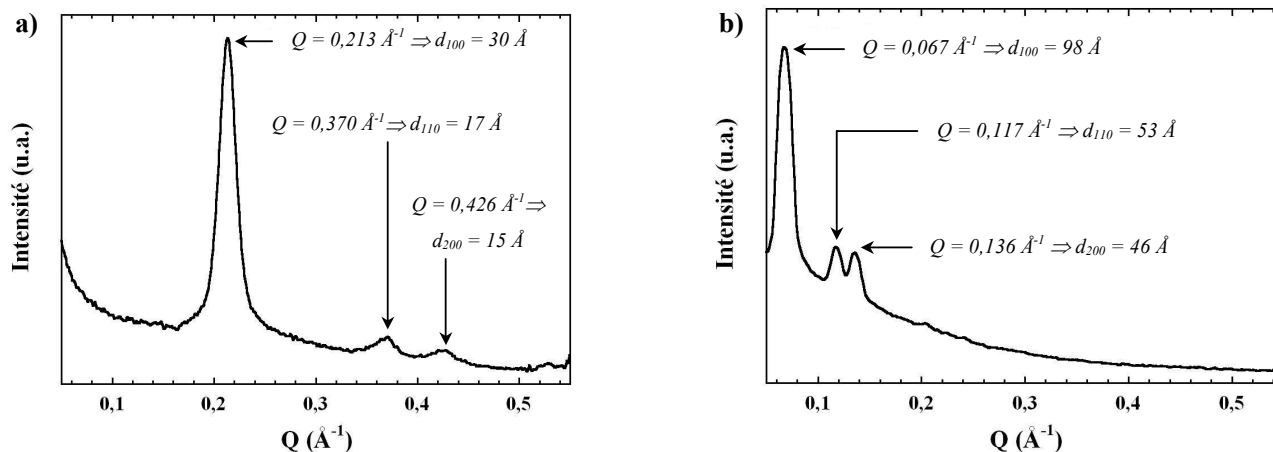 a)
Q = 0,213 Å-1 ⇒ d100 = 30 Å
Q = 0,370 Å-1 ⇒ d110 = 17 Å
Q = 0,426 Å-1 ⇒
d200 = 15 Å
Intensité (u.a.)
0,1 0,2 0,3 0,4 0,5
Q (Å-1)
b)
Q = 0,067 Å-1 ⇒ d100 = 98 Å
Q = 0,117 Å-1 ⇒ d110 = 53 Å
Q = 0,136 Å-1 ⇒ d200 = 46 Å
Intensité (u.a.)
0,1 0,2 0,3 0,4 0,5
Q (Å-1)